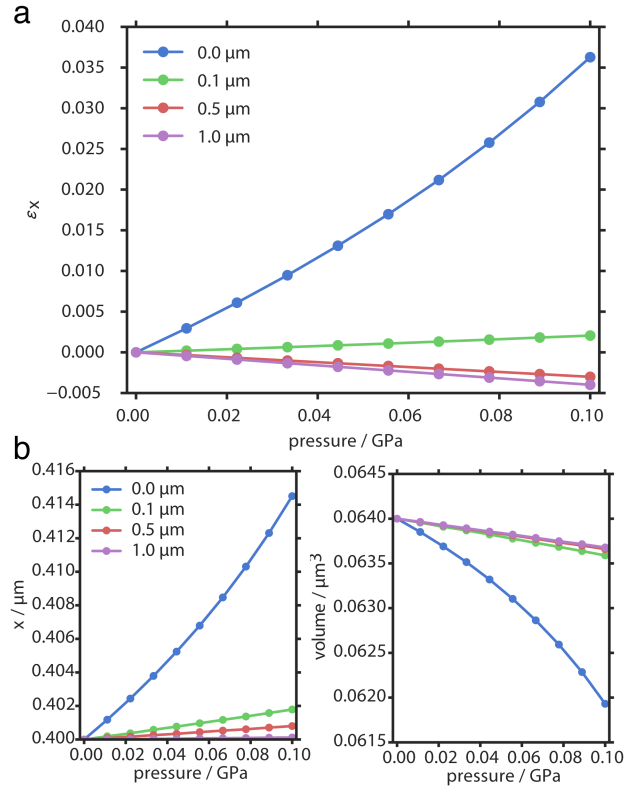 a
0.040
0.035
0.030
0.025
0.020
0.015
0.010
0.005
0.000
−0.005
εx
0.0 µm
0.1 µm
0.5 µm
1.0 µm
0.00 0.02 0.04 0.06 0.08 0.10
pressure / GPa
b
0.416
0.414
0.412
0.410
0.408
0.406
0.404
0.402
0.400
x / µm
0.0 µm
0.1 µm
0.5 µm
1.0 µm
0.00 0.02 0.04 0.06 0.08 0.10
pressure / GPa
0.0645
0.0640
0.0635
0.0630
0.0625
0.0620
0.0615
volume / µm³
0.00 0.02 0.04 0.06 0.08 0.10
pressure / GPa